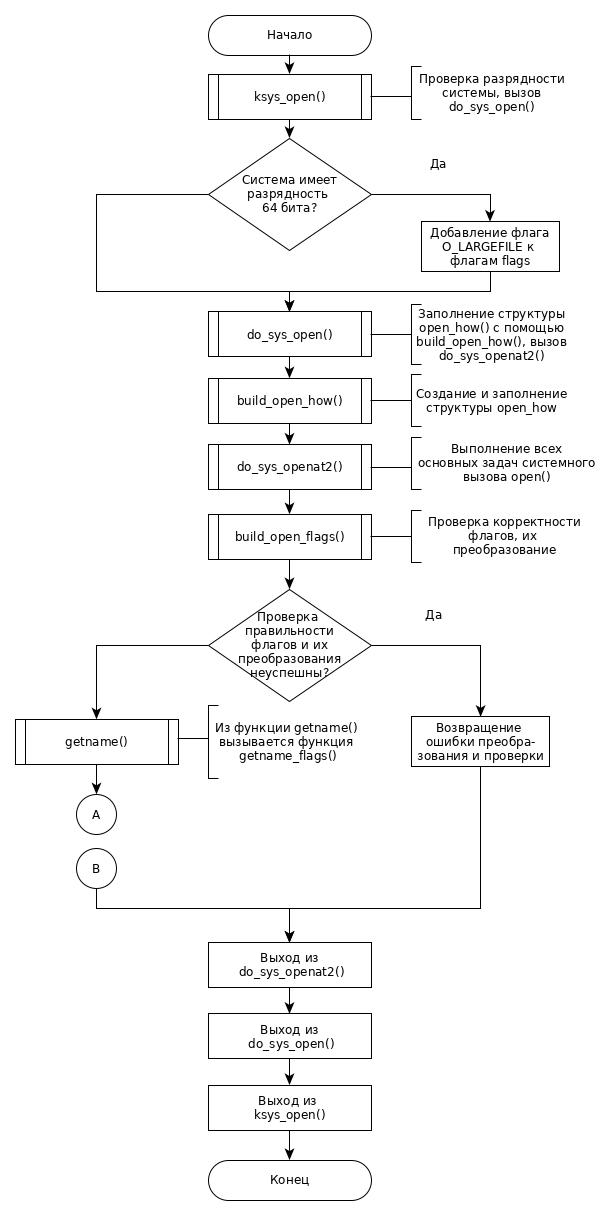 Начало
ksys_open()
Проверка разрядности
системы, вызов
do_sys_open()
Да
Система имеет
разрядность
64 бита?
Добавление флага
O_LARGEFILE к
флагам flags
do_sys_open()
Заполнение структуры
open_how() с помощью
build_open_how(), вызов
do_sys_openat2()
build_open_how()
Создание и заполнение
структуры open_how
do_sys_openat2()
Выполнение всех
основных задач системного
вызова open()
build_open_flags()
Проверка корректности
флагов, их
преобразование
Да
Проверка
правильности
флагов и их
преобразования
неуспешны?
getname()
Из функции getname()
вызывается функция
getname_flags()
Возвращение
ошибки преобра-
зования и проверки
A
B
Выход из
do_sys_openat2()
Выход из
do_sys_open()
Выход из
ksys_open()
Конец